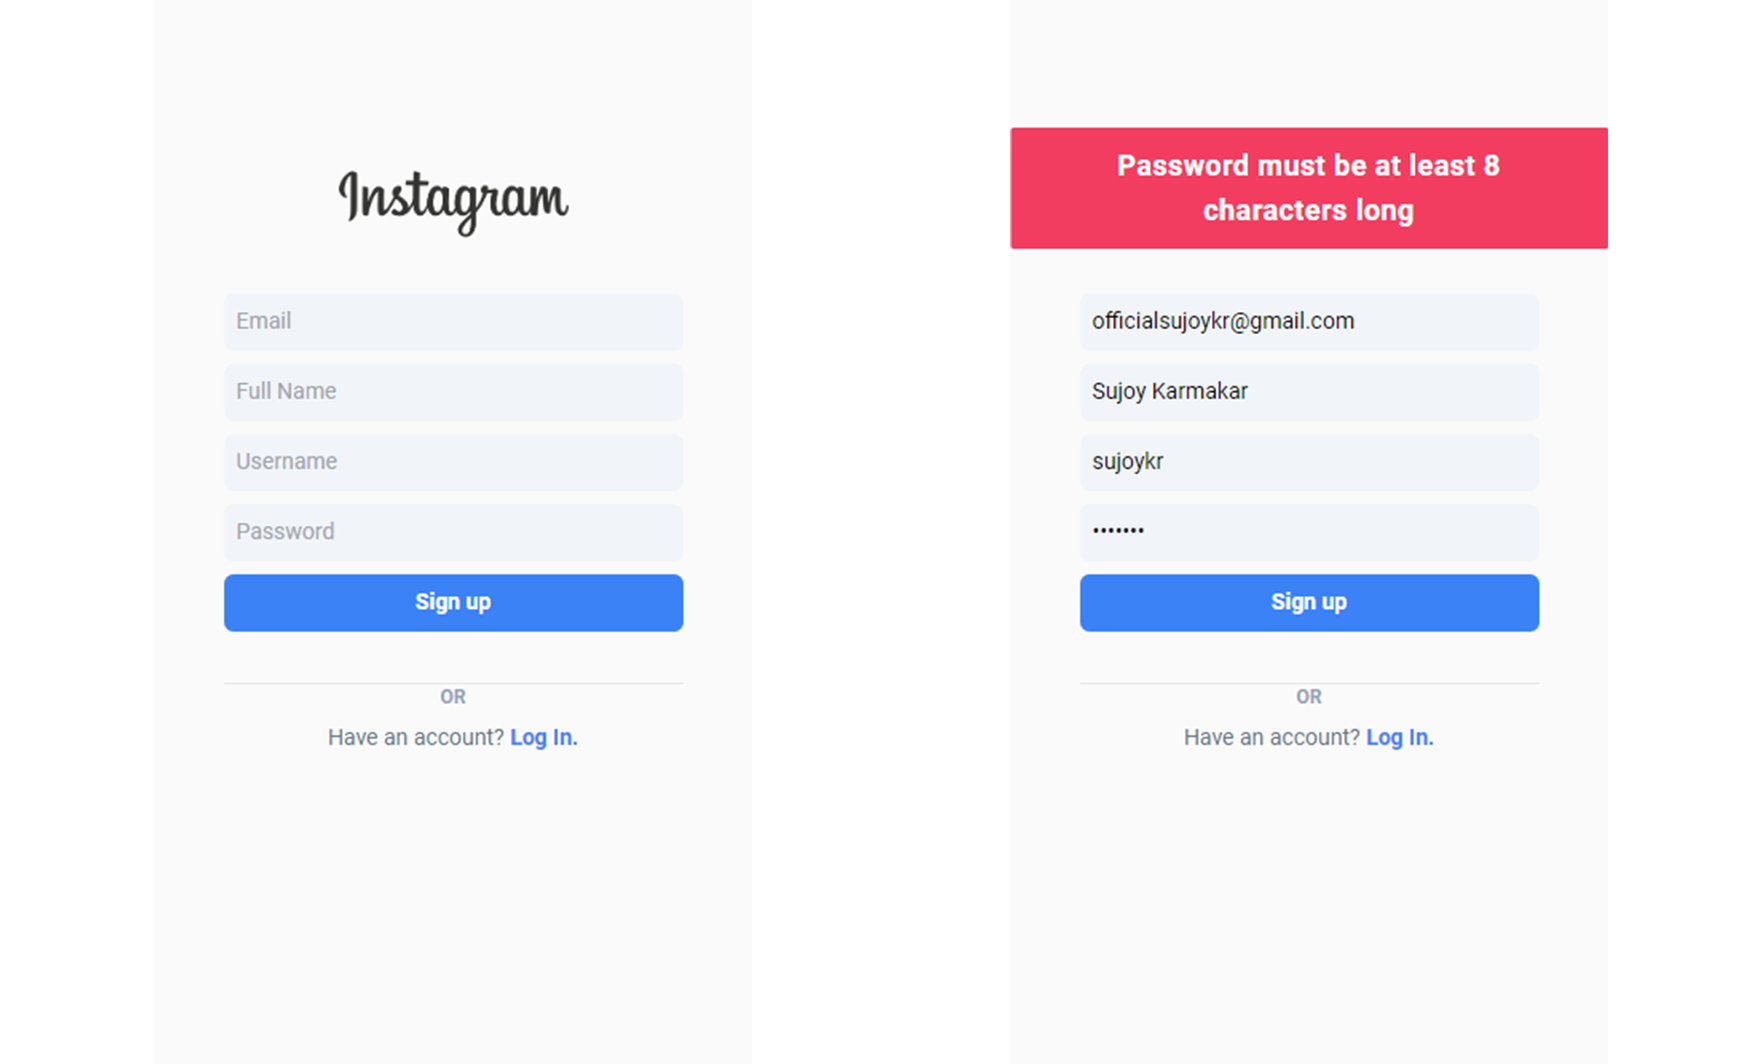 Instagram
Email
Full Name
Username
Password
Sign up
OR
Have an account? Log In.
Password must be at least 8
characters long
officialsujoykr@gmail.com
Sujoy Karmakar
sujoykr
•••••••
Sign up
OR
Have an account? Log In.